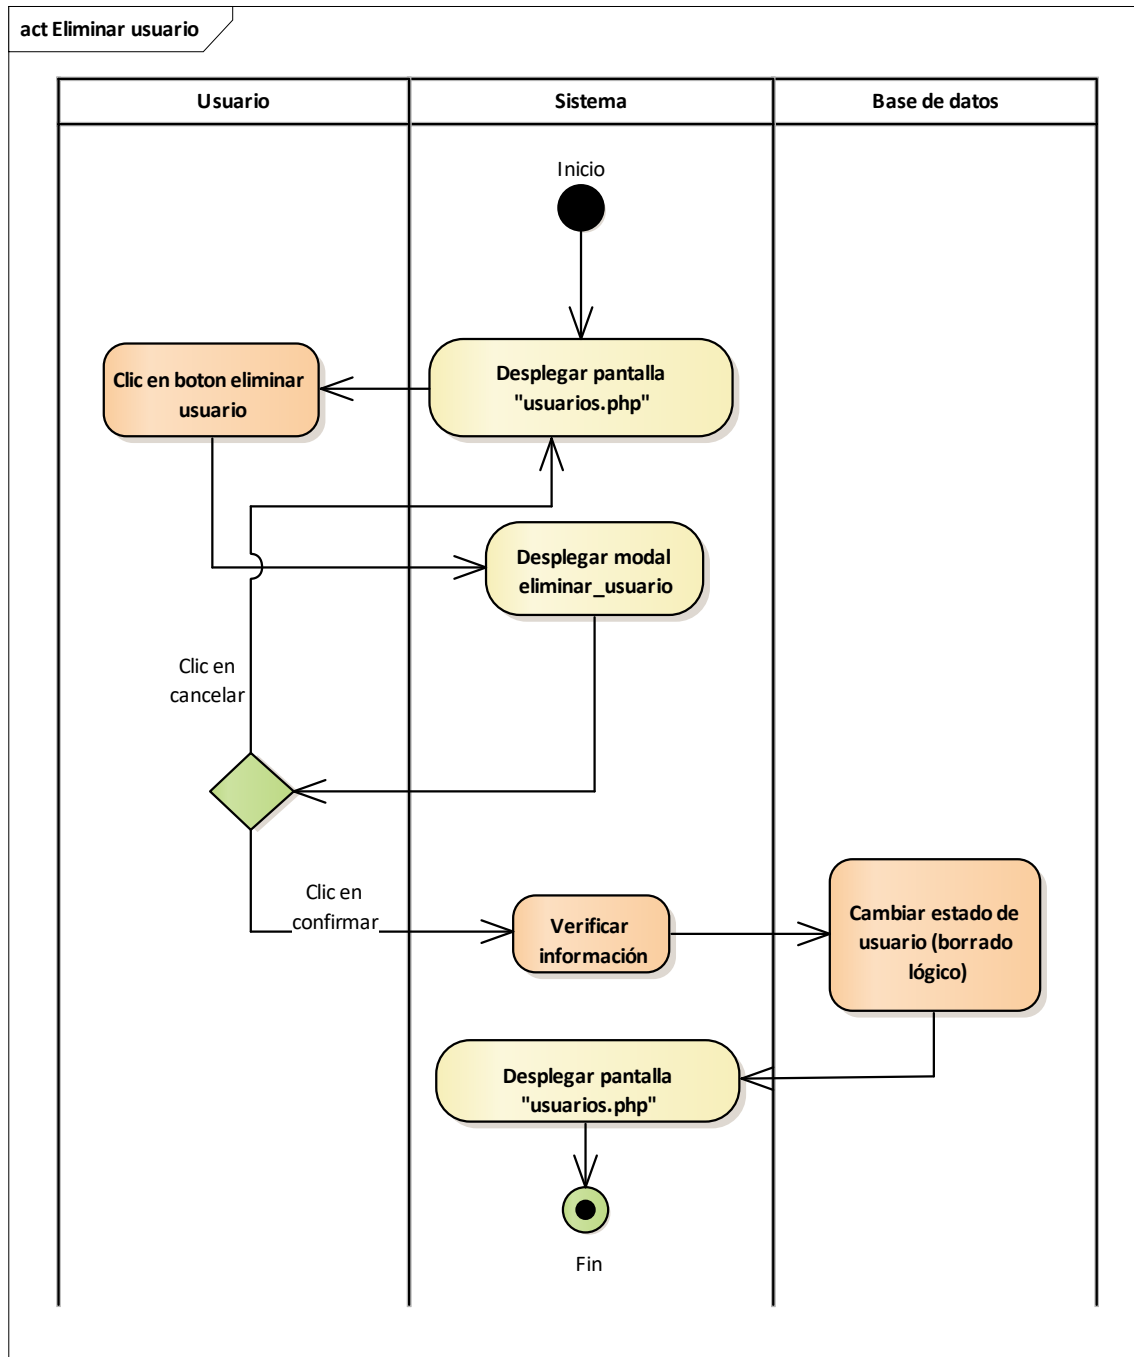 act Eliminar usuario
Usuario
Sistema
Base de datos
Inicio
Desplegar pantalla
"usuarios.php"
Clic en boton eliminar
usuario
Desplegar modal
eliminar_usuario
Clic en
cancelar
Clic en
confirmar
Verificar
información
Cambiar estado de
usuario (borrado
lógico)
Desplegar pantalla
"usuarios.php"
Fin